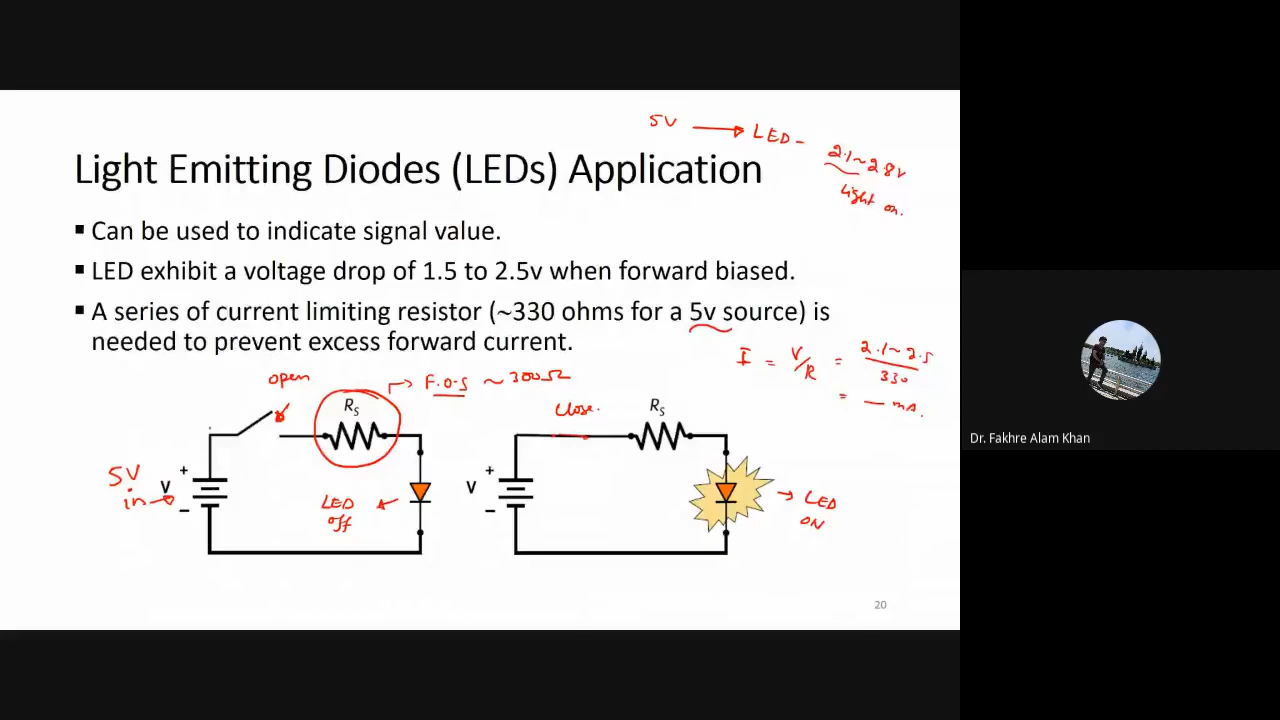 5V → LED -
2.1~2.8v
Light on.
Light Emitting Diodes (LEDs) Application
▪ Can be used to indicate signal value.
▪ LED exhibit a voltage drop of 1.5 to 2.5v when forward biased.
▪ A series of current limiting resistor (~330 ohms for a 5v source) is
needed to prevent excess forward current.
I = V/R = 2.1~2.5/330
= — mA.
open
→ F.O.S ~ 300Ω
Close.
RS
RS
5V
in →
+
V
−
LED
off
+
V
−
→ LED
ON
Dr. Fakhre Alam Khan
20